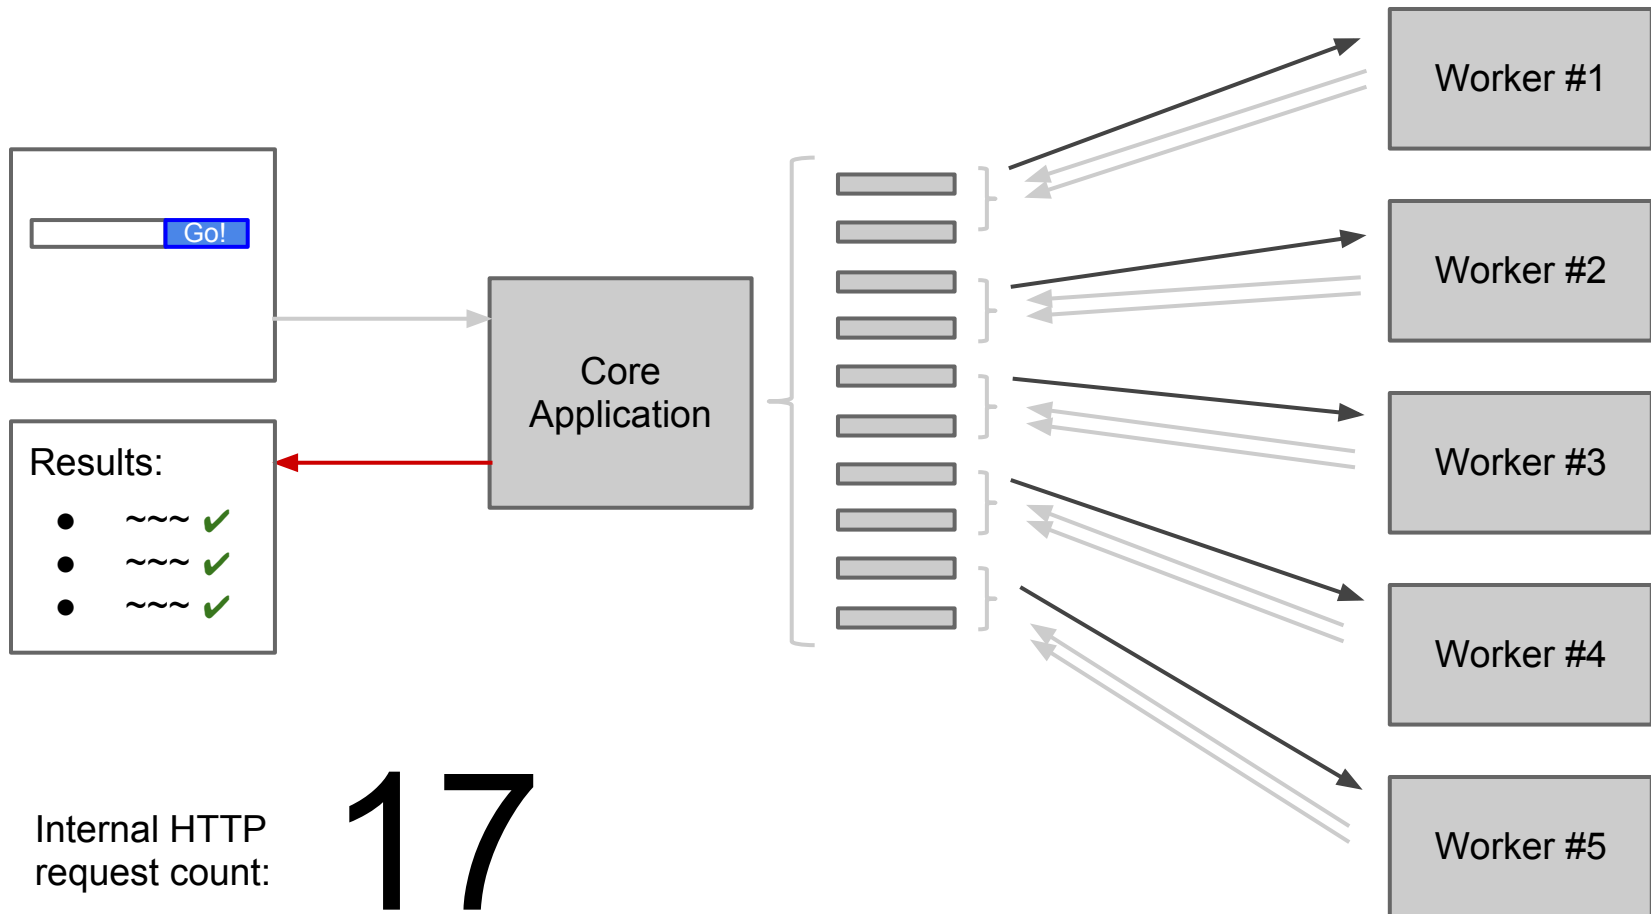 Go!
Results:
● ~~~ ✔
● ~~~ ✔
● ~~~ ✔
Core
Application
Worker #1
Worker #2
Worker #3
Worker #4
Worker #5
Internal HTTP
request count:
17